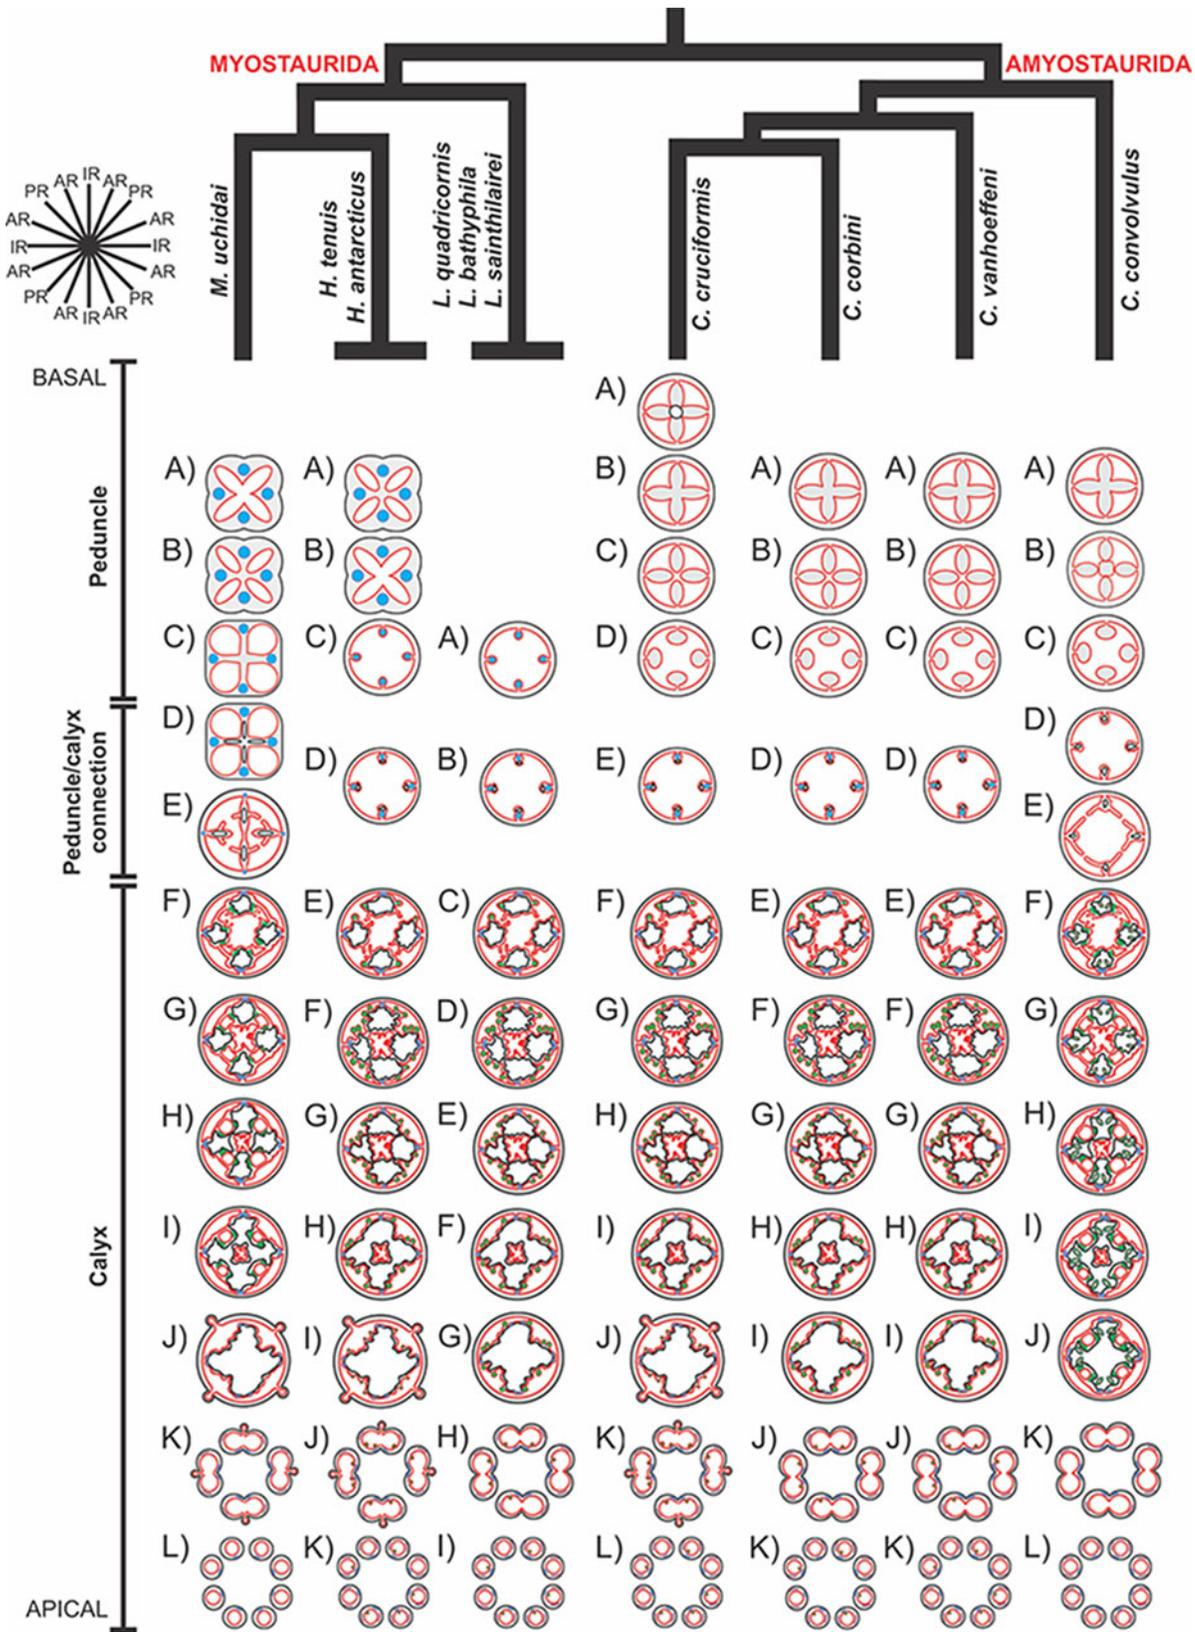 MYOSTAURIDA
AMYOSTAURIDA
IR
AR
AR
PR
PR
AR
AR
IR
IR
AR
AR
PR
PR
AR
AR
IR
M. uchidai
H. tenuis
H. antarcticus
L. quadricornis
L. bathyphila
L. sainthilairei
C. cruciformis
C. corbini
C. vanhoeffeni
C. convolvulus
BASAL
Peduncle
Peduncle/calyx
connection
Calyx
APICAL
A)
A) A) B) A) A) A)
B) B) C) B) B) B)
C) C) A) D) C) C) C)
D) D)
D) B) E) D) D)
E) E)
F) E) C) F) E) E) F)
G) F) D) G) F) F) G)
H) G) E) H) G) G) H)
I) H) F) I) H) H) I)
J) I) G) J) I) I) J)
K) J) H) K) J) J) K)
L) K) I) L) K) K) L)